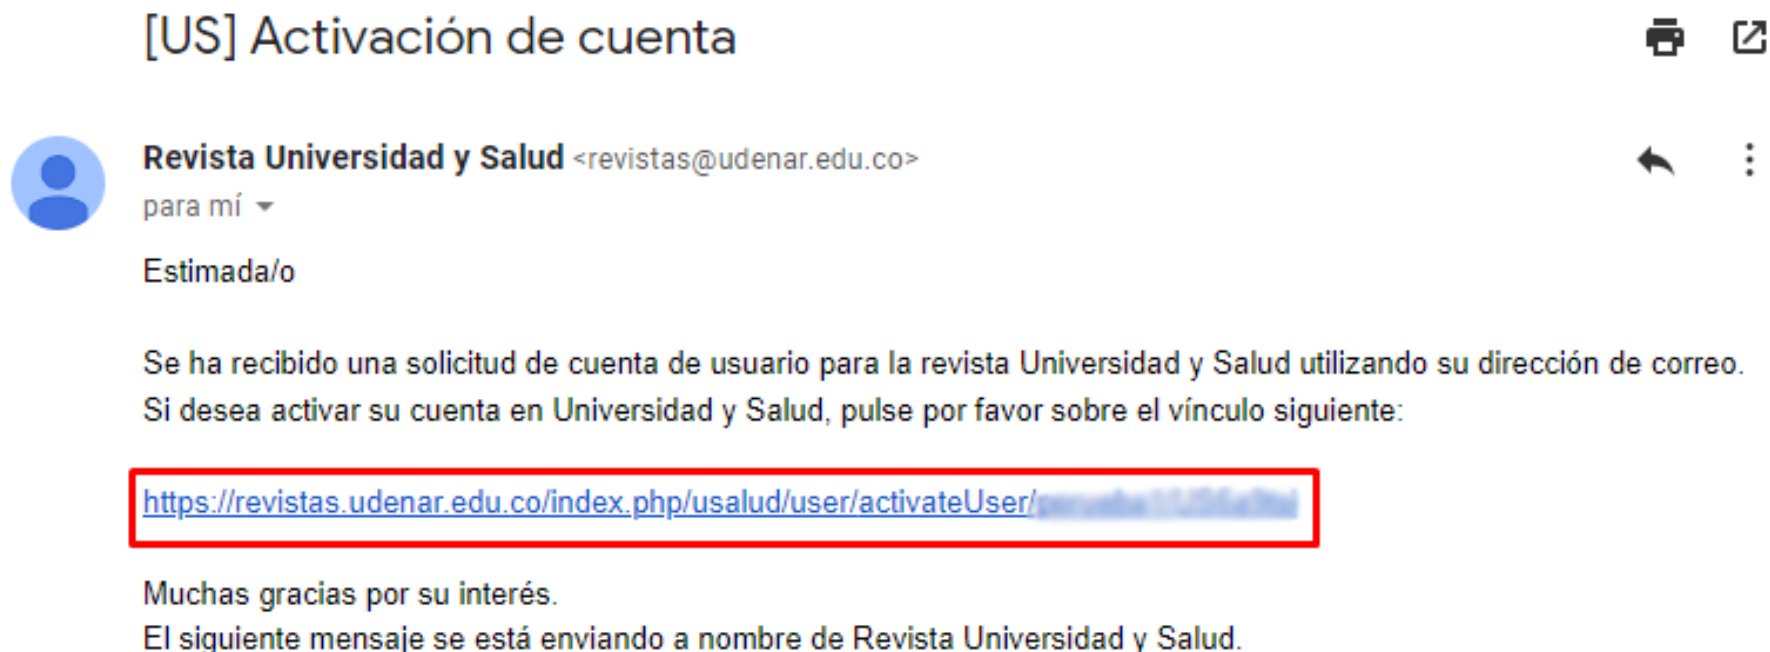 [US] Activación de cuenta
Revista Universidad y Salud <revistas@udenar.edu.co>
para mí
Estimada/o
Se ha recibido una solicitud de cuenta de usuario para la revista Universidad y Salud utilizando su dirección de correo.
Si desea activar su cuenta en Universidad y Salud, pulse por favor sobre el vínculo siguiente:
https://revistas.udenar.edu.co/index.php/usalud/user/activateUser/
Muchas gracias por su interés.
El siguiente mensaje se está enviando a nombre de Revista Universidad y Salud.